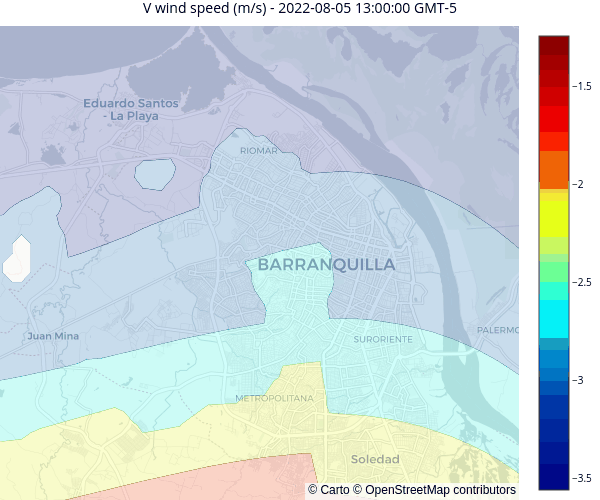 V wind speed (m/s) - 2022-08-05 13:00:00 GMT-5
Eduardo Santos
- La Playa
RIOMAR
BARRANQUILLA
Juan Mina
SURORIENTE
PALERMO
METROPOLITANA
Soledad
© Carto © OpenStreetMap contributors
−1.5
−2
−2.5
−3
−3.5